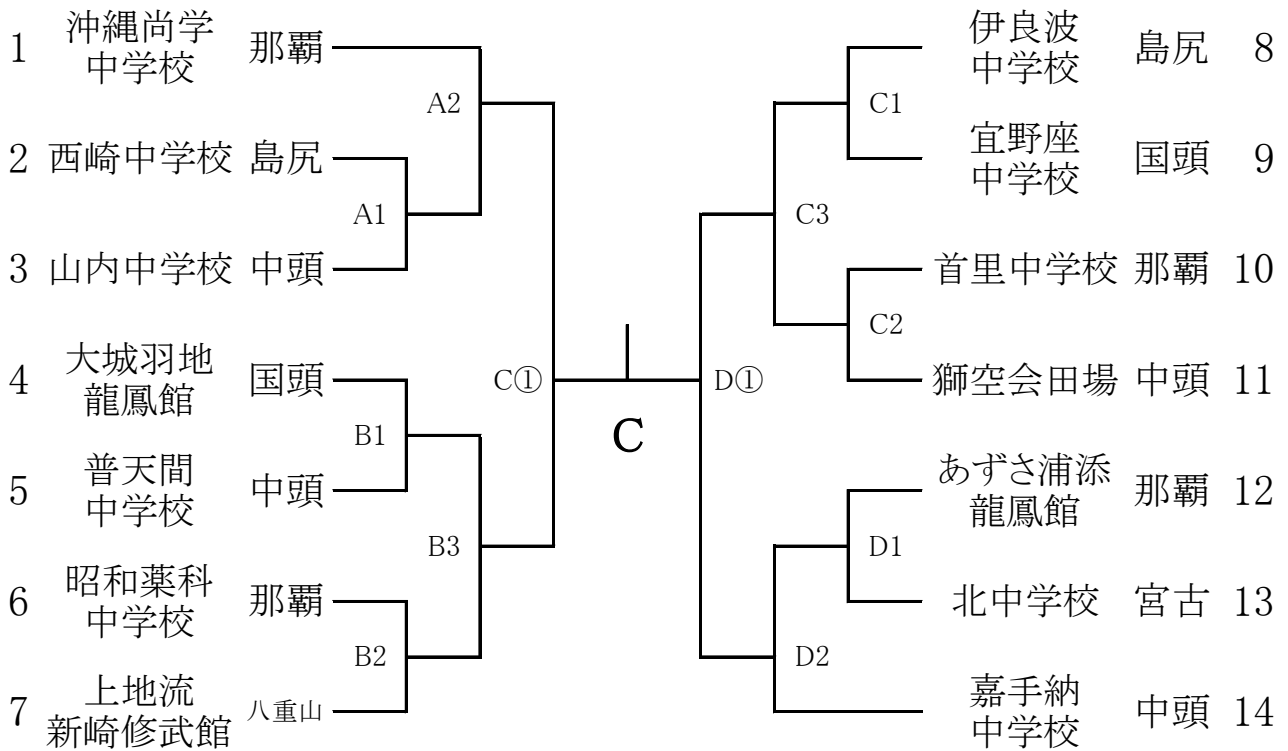 1 沖縄尚学
中学校 那覇
A2
2 西崎中学校 島尻
A1
3 山内中学校 中頭
4 大城羽地
龍鳳館 国頭
B1
5 普天間
中学校 中頭
B3
6 昭和薬科
中学校 那覇
B2
7 上地流
新崎修武館 八重山
C①
C
D①
伊良波
中学校 島尻 8
C1
宜野座
中学校 国頭 9
C3
首里中学校 那覇 10
C2
獅空会田場 中頭 11
あずさ浦添
龍鳳館 那覇 12
D1
北中学校 宮古 13
D2
嘉手納
中学校 中頭 14